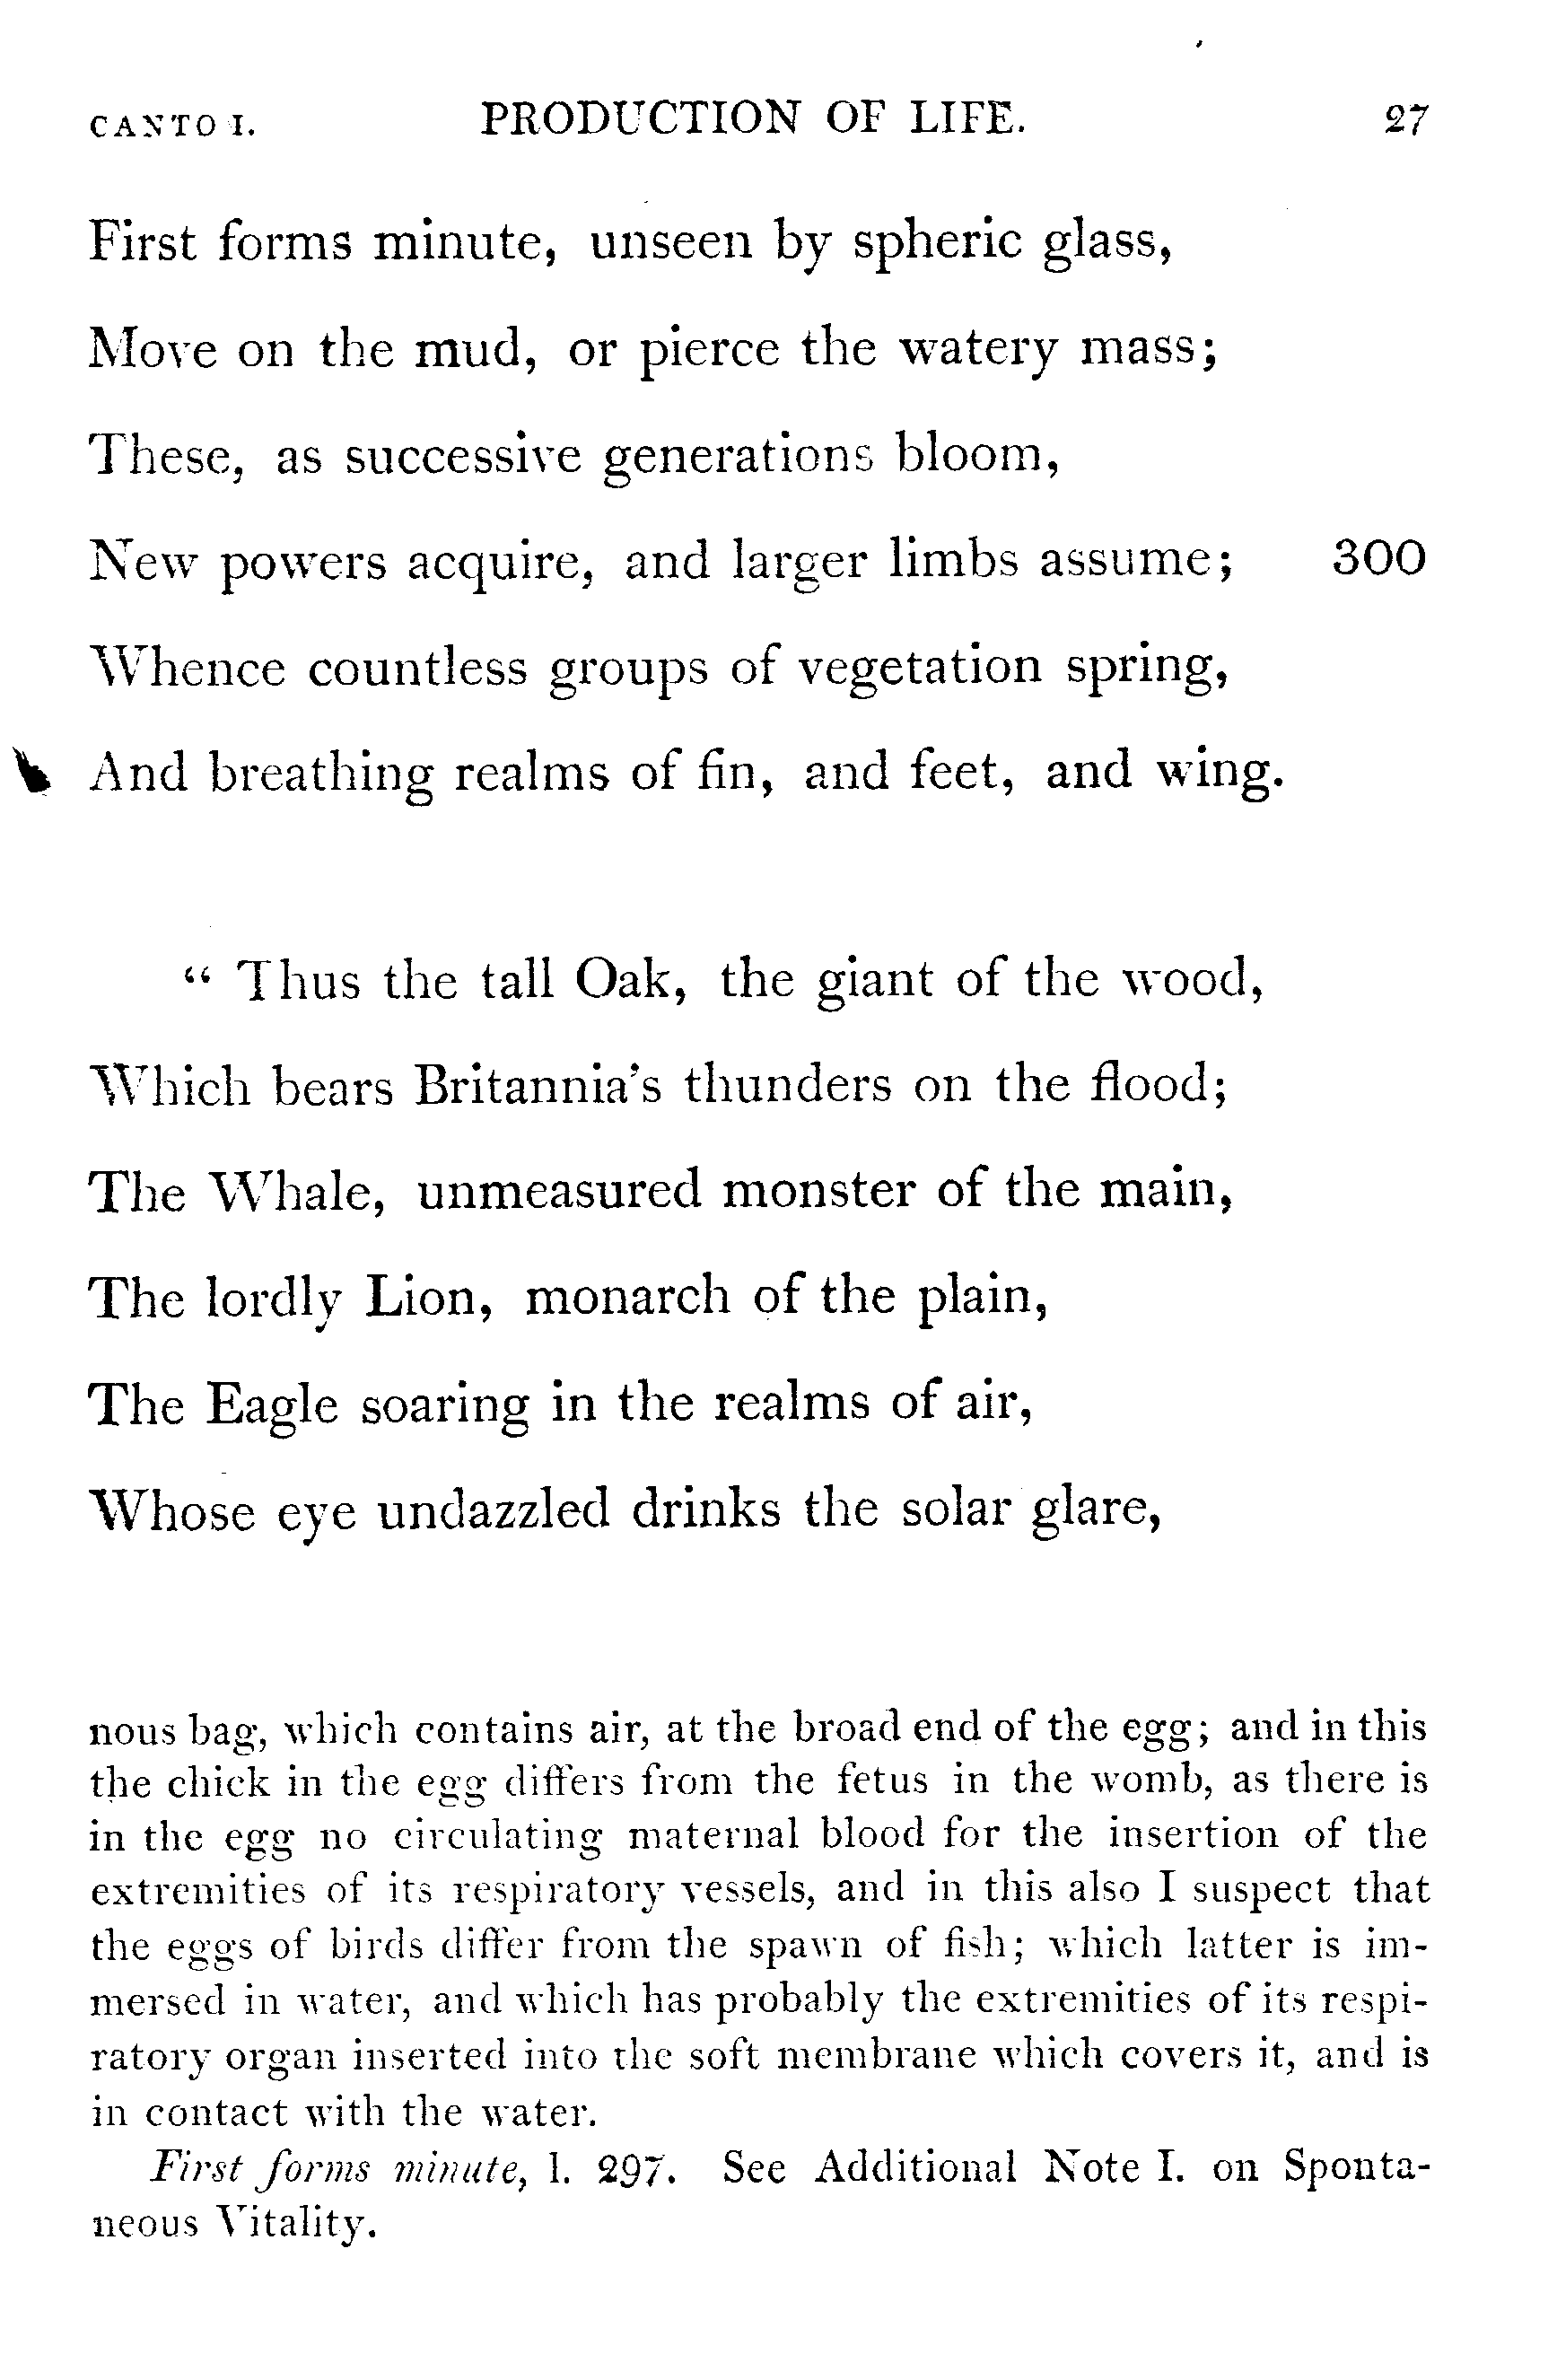 CANTO I. PRODUCTION OF LIFE. 27
First forms minute, unseen by spheric glass,
Move on the mud, or pierce the watery mass;
These, as successive generations bloom,
New powers acquire, and larger limbs assume; 300
Whence countless groups of vegetation spring,
And breathing realms of fin, and feet, and wing.
“ Thus the tall Oak, the giant of the wood,
Which bears Britannia's thunders on the flood;
The Whale, unmeasured monster of the main,
The lordly Lion, monarch of the plain,
The Eagle soaring in the realms of air,
Whose eye undazzled drinks the solar glare,
nous bag, which contains air, at the broad end of the egg; and in this
the chick in the egg differs from the fetus in the womb, as there is
in the egg no circulating maternal blood for the insertion of the
extremities of its respiratory vessels, and in this also I suspect that
the eggs of birds differ from the spawn of fish; which latter is im-
mersed in water, and which has probably the extremities of its respi-
ratory organ inserted into the soft membrane which covers it, and is
in contact with the water.
First forms minute, l. 297. See Additional Note I. on Sponta-
neous Vitality.